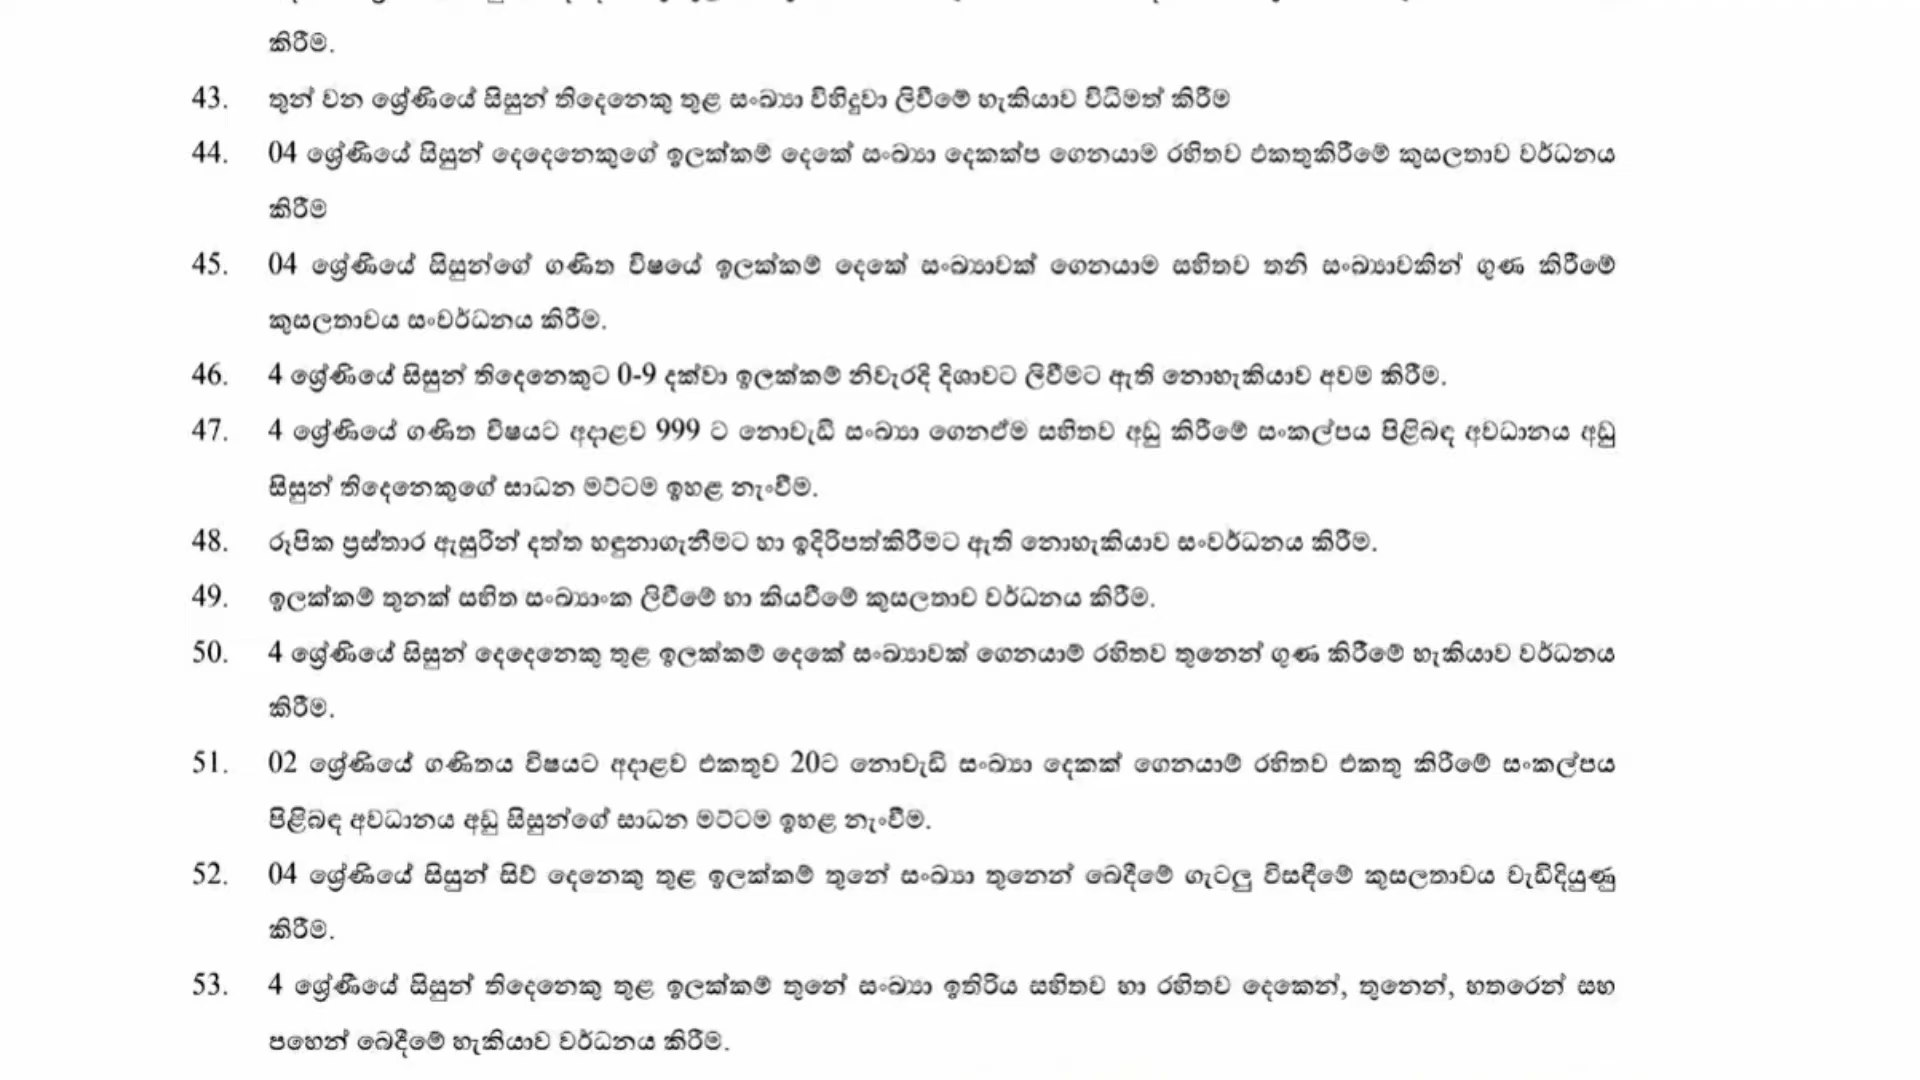 කිරීම.
43. තුන් වන ශ්‍රේණියේ සිසුන් තිදෙනෙකු තුළ සංඛ්‍යා විහිදුවා ලිවීමේ හැකියාව විධිමත් කිරීම
44. 04 ශ්‍රේණියේ සිසුන් දෙදෙනෙකුගේ ඉලක්කම් දෙකේ සංඛ්‍යා දෙකක්ප ගෙනයාම රහිතව එකතුකිරීමේ කුසලතාව වර්ධනය
කිරීම
45. 04 ශ්‍රේණියේ සිසුන්ගේ ගණිත විෂයේ ඉලක්කම් දෙකේ සංඛ්‍යාවක් ගෙනයාම සහිතව තනි සංඛ්‍යාවකින් ගුණ කිරීමේ
කුසලතාවය සංවර්ධනය කිරීම.
46. 4 ශ්‍රේණියේ සිසුන් තිදෙනෙකුට 0-9 දක්වා ඉලක්කම් නිවැරදි දිශාවට ලිවීමට ඇති නොහැකියාව අවම කිරීම.
47. 4 ශ්‍රේණියේ ගණිත විෂයට අදාළව 999 ට නොවැඩි සංඛ්‍යා ගෙනඒම සහිතව අඩු කිරීමේ සංකල්පය පිළිබඳ අවධානය අඩු
සිසුන් තිදෙනෙකුගේ සාධන මට්ටම ඉහළ නැංවීම.
48. රූපික ප්‍රස්තාර ඇසුරින් දත්ත හඳුනාගැනීමට හා ඉදිරිපත්කිරීමට ඇති නොහැකියාව සංවර්ධනය කිරීම.
49. ඉලක්කම් තුනක් සහිත සංඛ්‍යාංක ලිවීමේ හා කියවීමේ කුසලතාව වර්ධනය කිරීම.
50. 4 ශ්‍රේණියේ සිසුන් දෙදෙනෙකු තුළ ඉලක්කම් දෙකේ සංඛ්‍යාවක් ගෙනයාම් රහිතව තුනෙන් ගුණ කිරීමේ හැකියාව වර්ධනය
කිරීම.
51. 02 ශ්‍රේණියේ ගණිතය විෂයට අදාළව එකතුව 20ට නොවැඩි සංඛ්‍යා දෙකක් ගෙනයාම් රහිතව එකතු කිරීමේ සංකල්පය
පිළිබඳ අවධානය අඩු සිසුන්ගේ සාධන මට්ටම ඉහළ නැංවීම.
52. 04 ශ්‍රේණියේ සිසුන් සිව් දෙනෙකු තුළ ඉලක්කම් තුනේ සංඛ්‍යා තුනෙන් බෙදීමේ ගැටලු විසඳීමේ කුසලතාවය වැඩිදියුණු
කිරීම.
53. 4 ශ්‍රේණියේ සිසුන් තිදෙනෙකු තුළ ඉලක්කම් තුනේ සංඛ්‍යා ඉතිරිය සහිතව හා රහිතව දෙකෙන්, තුනෙන්, හතරෙන් සහ
පහෙන් බෙදීමේ හැකියාව වර්ධනය කිරීම.